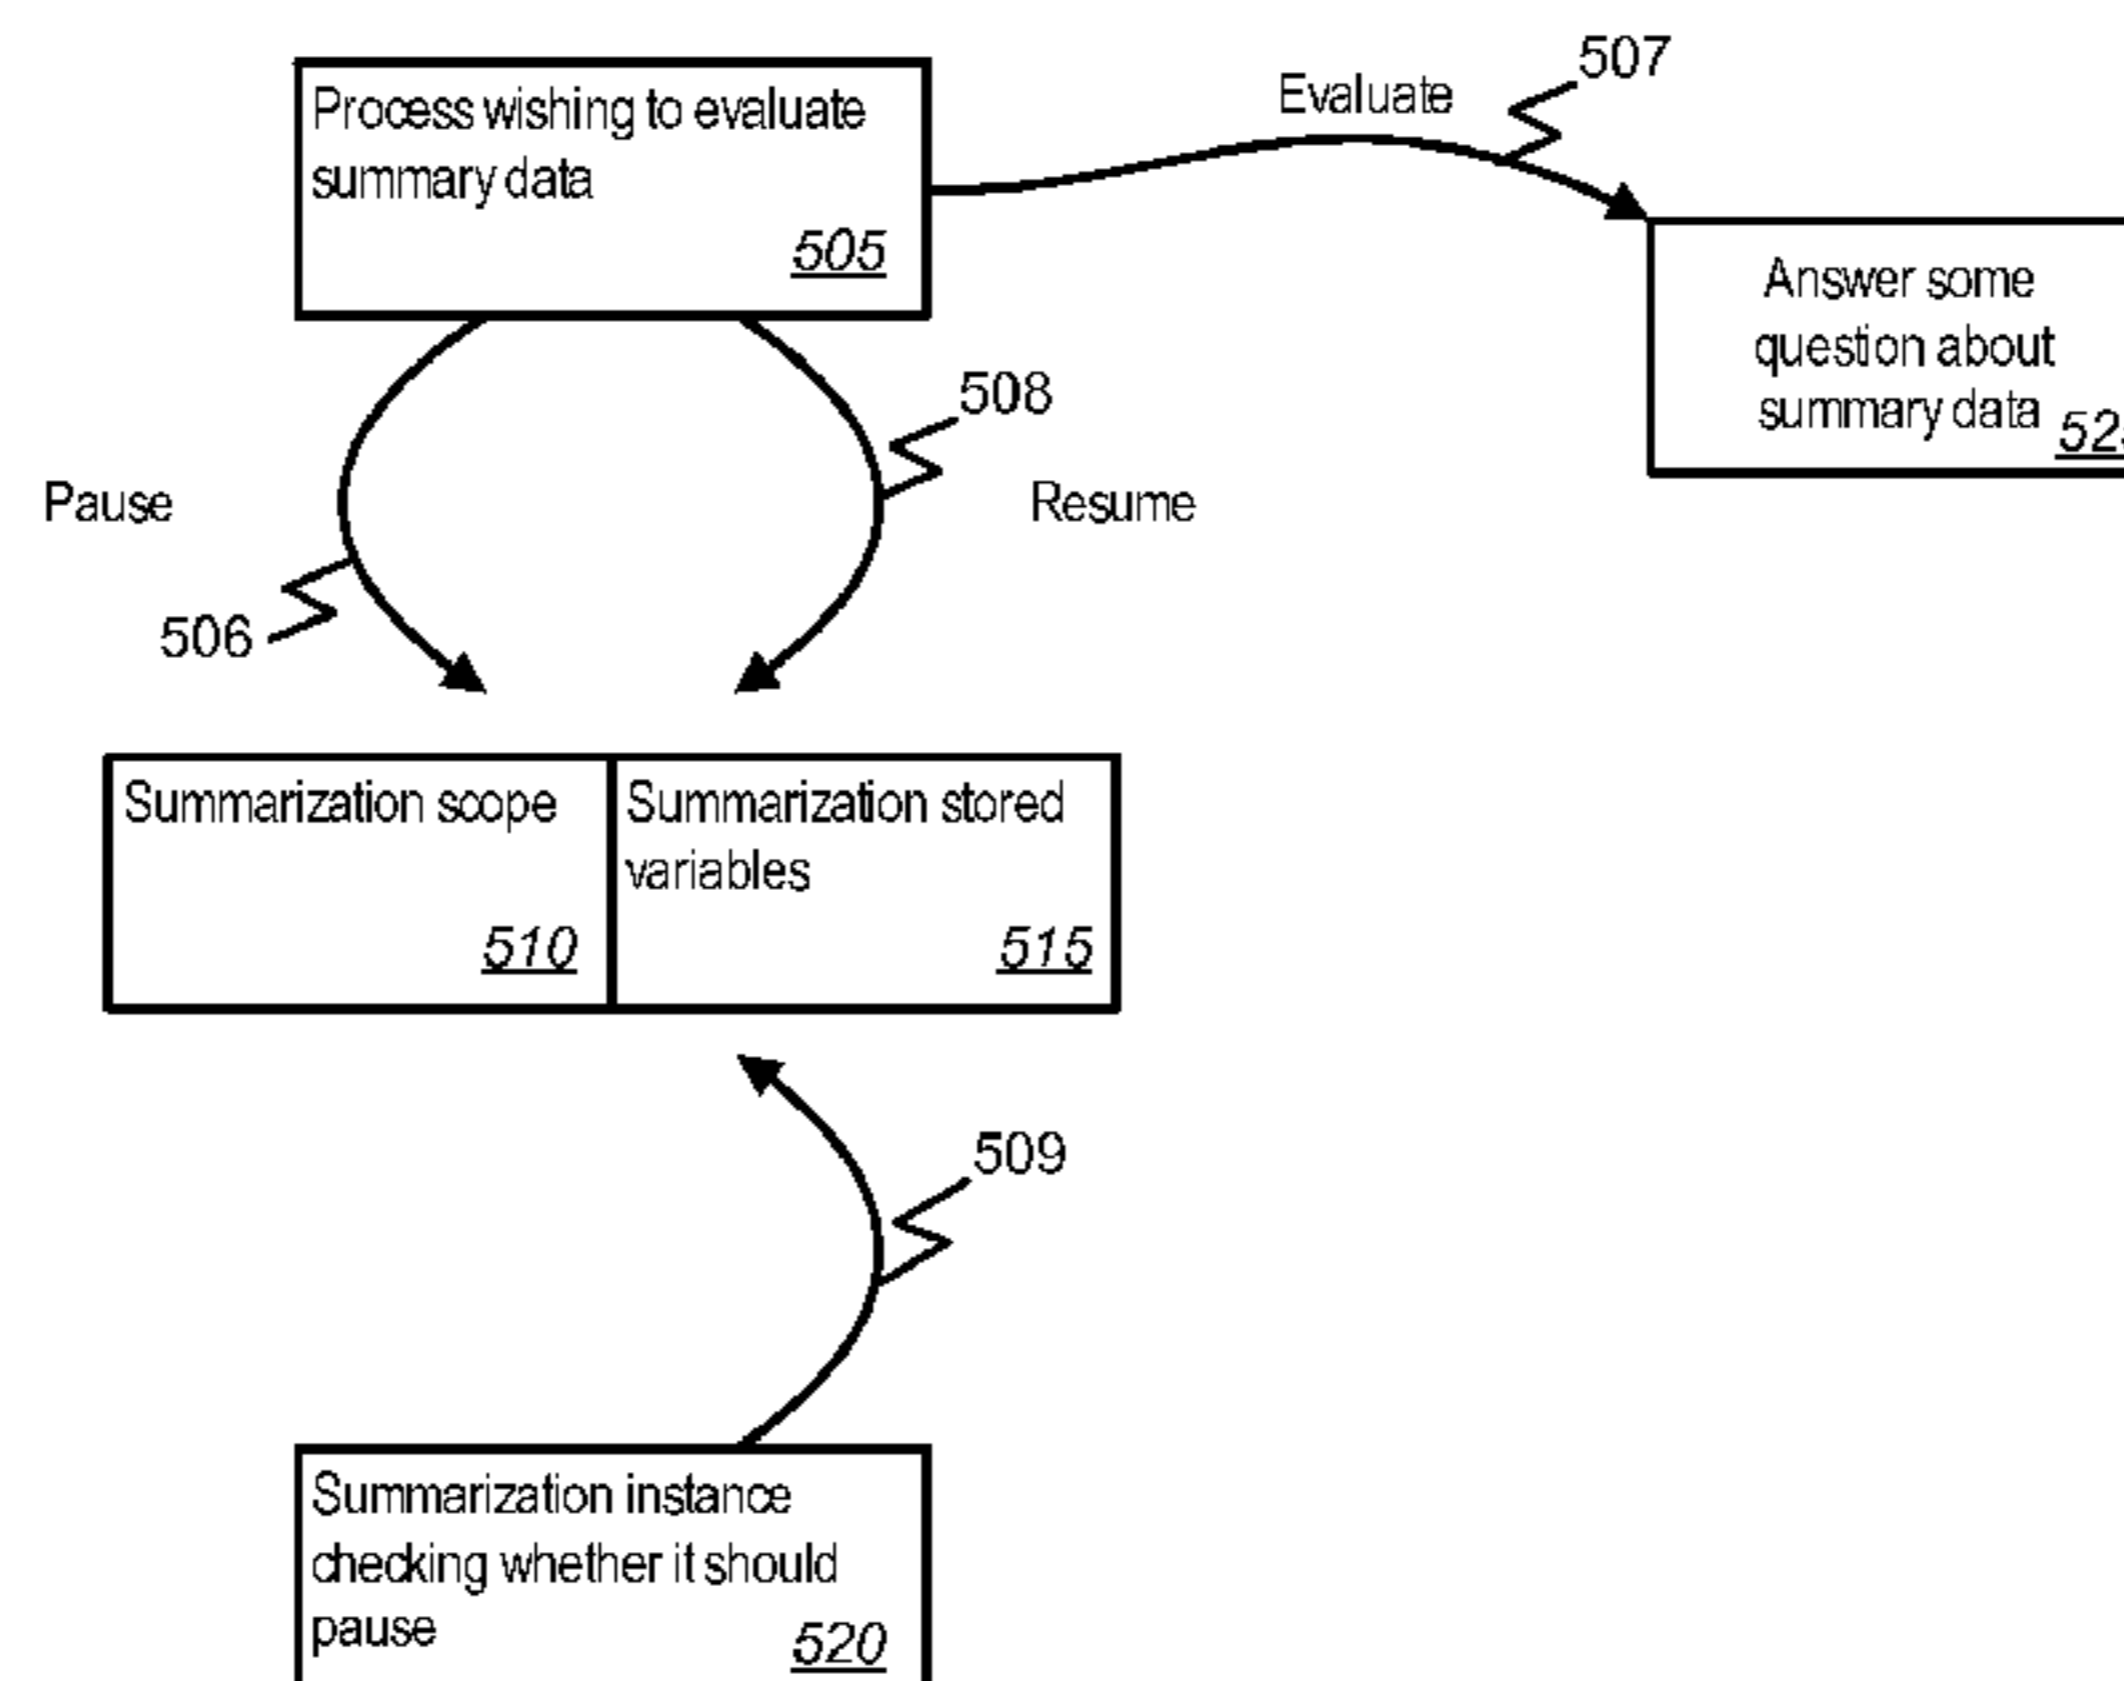 507
Evaluate
Process wishing to evaluate
summary data
505
Answer some
question about
summary data
508
Pause
Resume
506
Summarization scope
510
Summarization stored
variables
515
509
Summarization instance
checking whether it should
pause
520